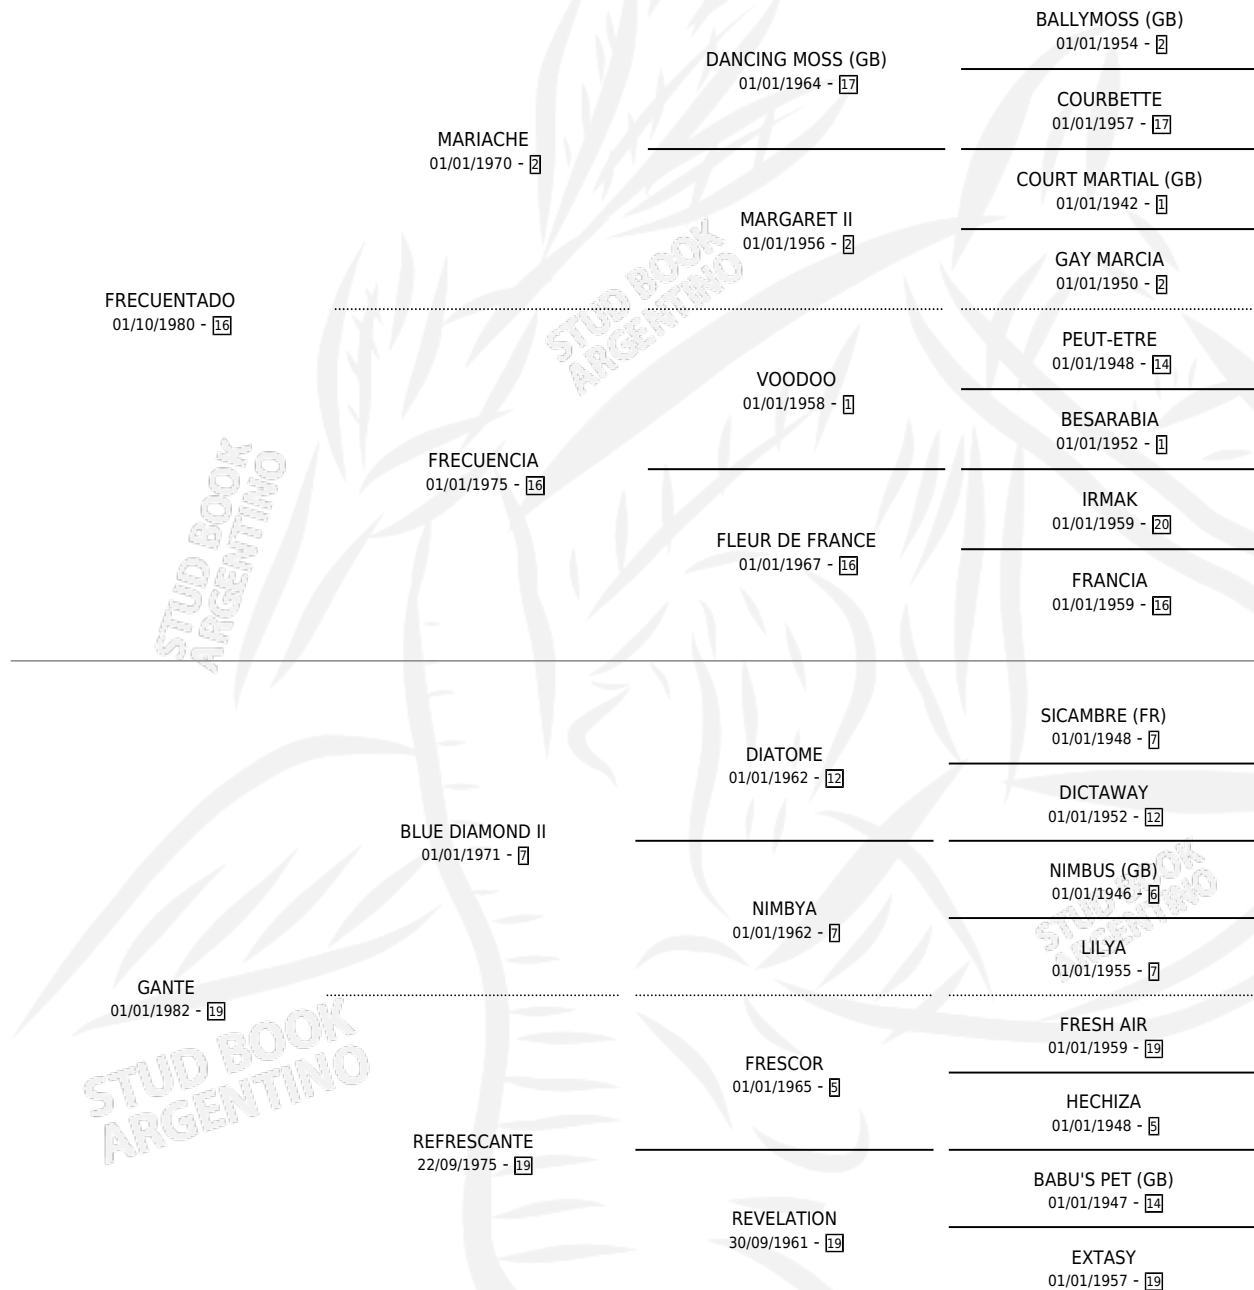 BALLYMOSS (GB)
01/01/1954 - 2
DANCING MOSS (GB)
01/01/1964 - 17
COURBETTE
01/01/1957 - 17
MARIACHE
01/01/1970 - 2
COURT MARTIAL (GB)
01/01/1942 - 1
MARGARET II
01/01/1956 - 2
GAY MARCIA
01/01/1950 - 2
FRECUENTADO
01/10/1980 - 16
PEUT-ETRE
01/01/1948 - 14
VOODOO
01/01/1958 - 1
BESARABIA
01/01/1952 - 1
FRECUENCIA
01/01/1975 - 16
IRMAK
01/01/1959 - 20
FLEUR DE FRANCE
01/01/1967 - 16
FRANCIA
01/01/1959 - 16
SICAMBRE (FR)
01/01/1948 - 7
DIATOME
01/01/1962 - 12
DICTAWAY
01/01/1952 - 12
BLUE DIAMOND II
01/01/1971 - 7
NIMBUS (GB)
01/01/1946 - 6
NIMBYA
01/01/1962 - 7
LILYA
01/01/1955 - 7
GANTE
01/01/1982 - 19
FRESH AIR
01/01/1959 - 19
FRESCOR
01/01/1965 - 5
HECHIZA
01/01/1948 - 5
REFRESCANTE
22/09/1975 - 19
BABU'S PET (GB)
01/01/1947 - 14
REVELATION
30/09/1961 - 19
EXTASY
01/01/1957 - 19
STUD BOOK
ARGENTINO
STUD BOOK
ARGENTINO
STUD BOOK
ARGENTINO
STUD BOOK
ARGENTINO